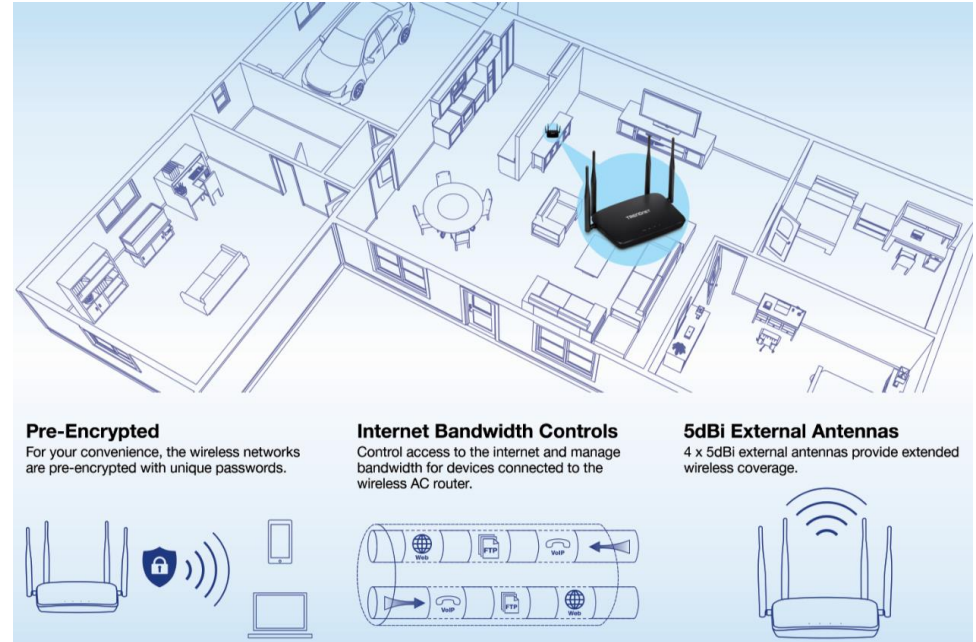 TRENDNET
Pre-Encrypted
For your convenience, the wireless networks
are pre-encrypted with unique passwords.
Internet Bandwidth Controls
Control access to the internet and manage
bandwidth for devices connected to the
wireless AC router.
5dBi External Antennas
4 x 5dBi external antennas provide extended
wireless coverage.
Web
FTP
VoIP
VoIP
FTP
Web